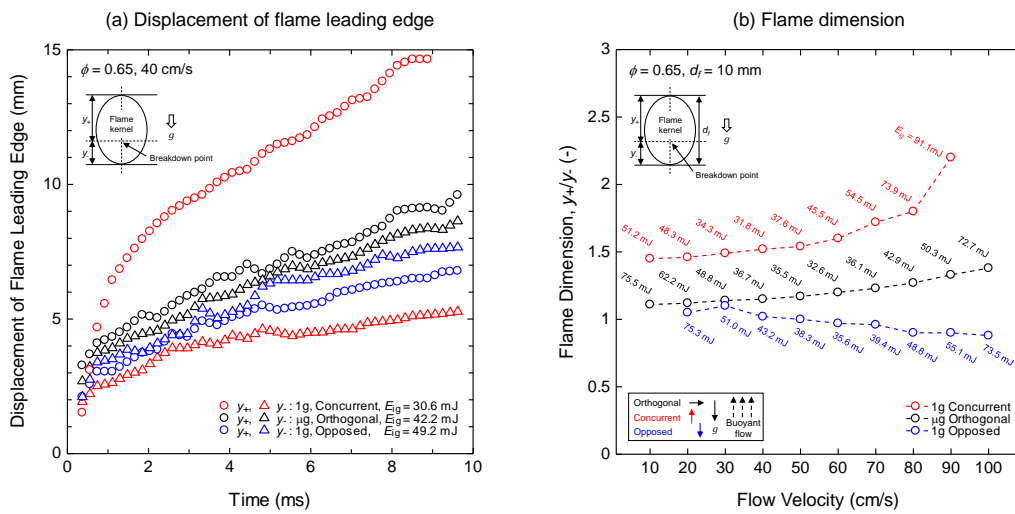 (a) Displacement of flame leading edge
Displacement of Flame Leading Edge (mm)
15
10
5
0
0
2
4
6
8
10
Time (ms)
ϕ = 0.65, 40 cm/s
y+
y-
Flame
kernel
g
Breakdown point
y+, y- : 1g, Concurrent, Eig = 30.6 mJ
y+, y- : μg, Orthogonal, Eig = 42.2 mJ
y+, y- : 1g, Opposed, Eig = 49.2 mJ
(b) Flame dimension
Flame Dimension, y+/y- (-)
3
2.5
2
1.5
1
0.5
0
10
20
30
40
50
60
70
80
90
100
Flow Velocity (cm/s)
ϕ = 0.65, df = 10 mm
y+
y
Flame
kernel
df
g
Breakdown point
51.2 mJ
48.3 mJ
34.3 mJ
31.8 mJ
37.6 mJ
45.5 mJ
54.5 mJ
73.9 mJ
Eig = 91.1mJ
75.5 mJ
62.2 mJ
48.8 mJ
36.7 mJ
35.5 mJ
32.6 mJ
36.1 mJ
42.9 mJ
50.3 mJ
72.7 mJ
75.3 mJ
51.0 mJ
43.2 mJ
38.3 mJ
35.6 mJ
39.4 mJ
48.8 mJ
55.1 mJ
73.5 mJ
Orthogonal
Concurrent
Opposed
g
Buoyant
flow
1g Concurrent
μg Orthogonal
1g Opposed